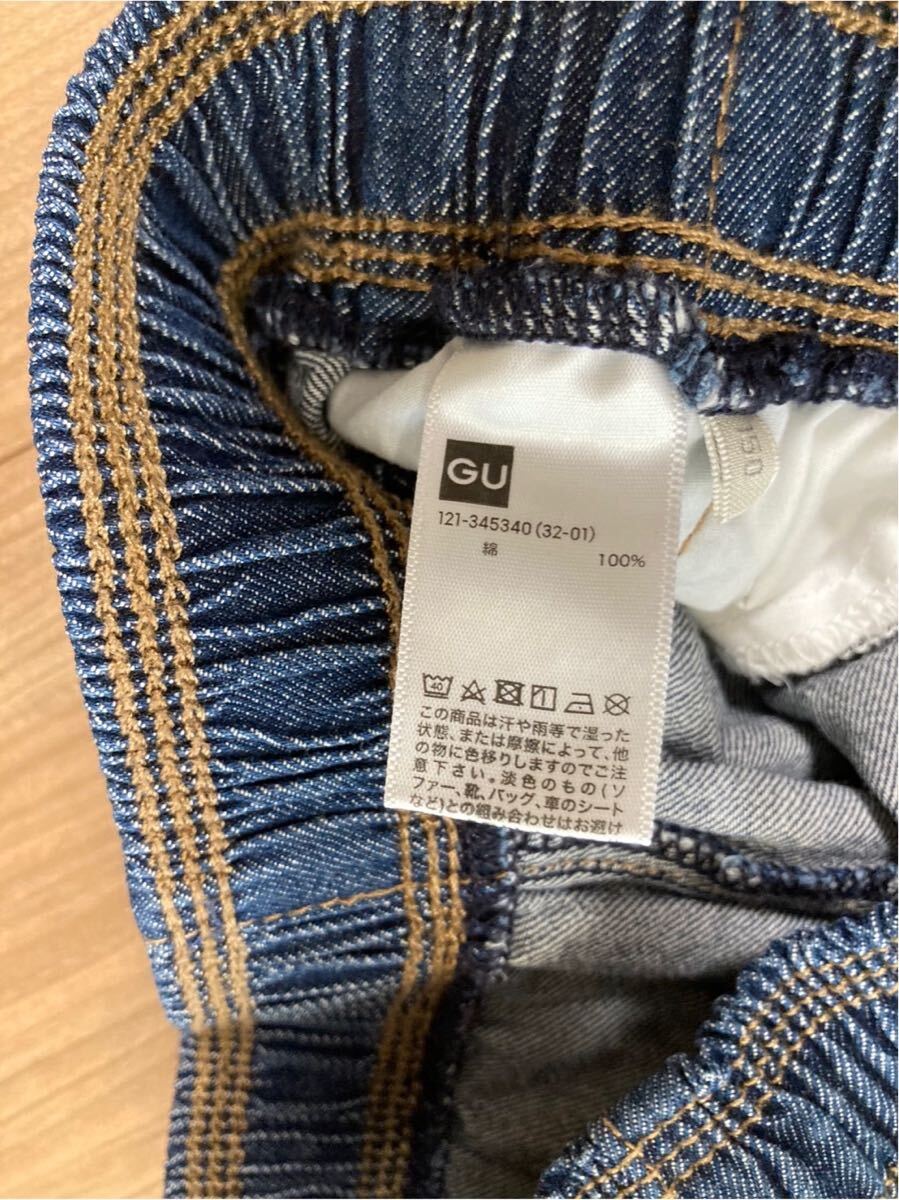 GU
121-345340 (32-01)
綿 100%
40
この商品は汗や雨等で湿った
状態、または摩擦によって、他
の物に色移りしますのでご注
意下さい。淡色のもの(ソ
ファー、靴、バッグ、車のシート
など)との組み合わせはお避け
150